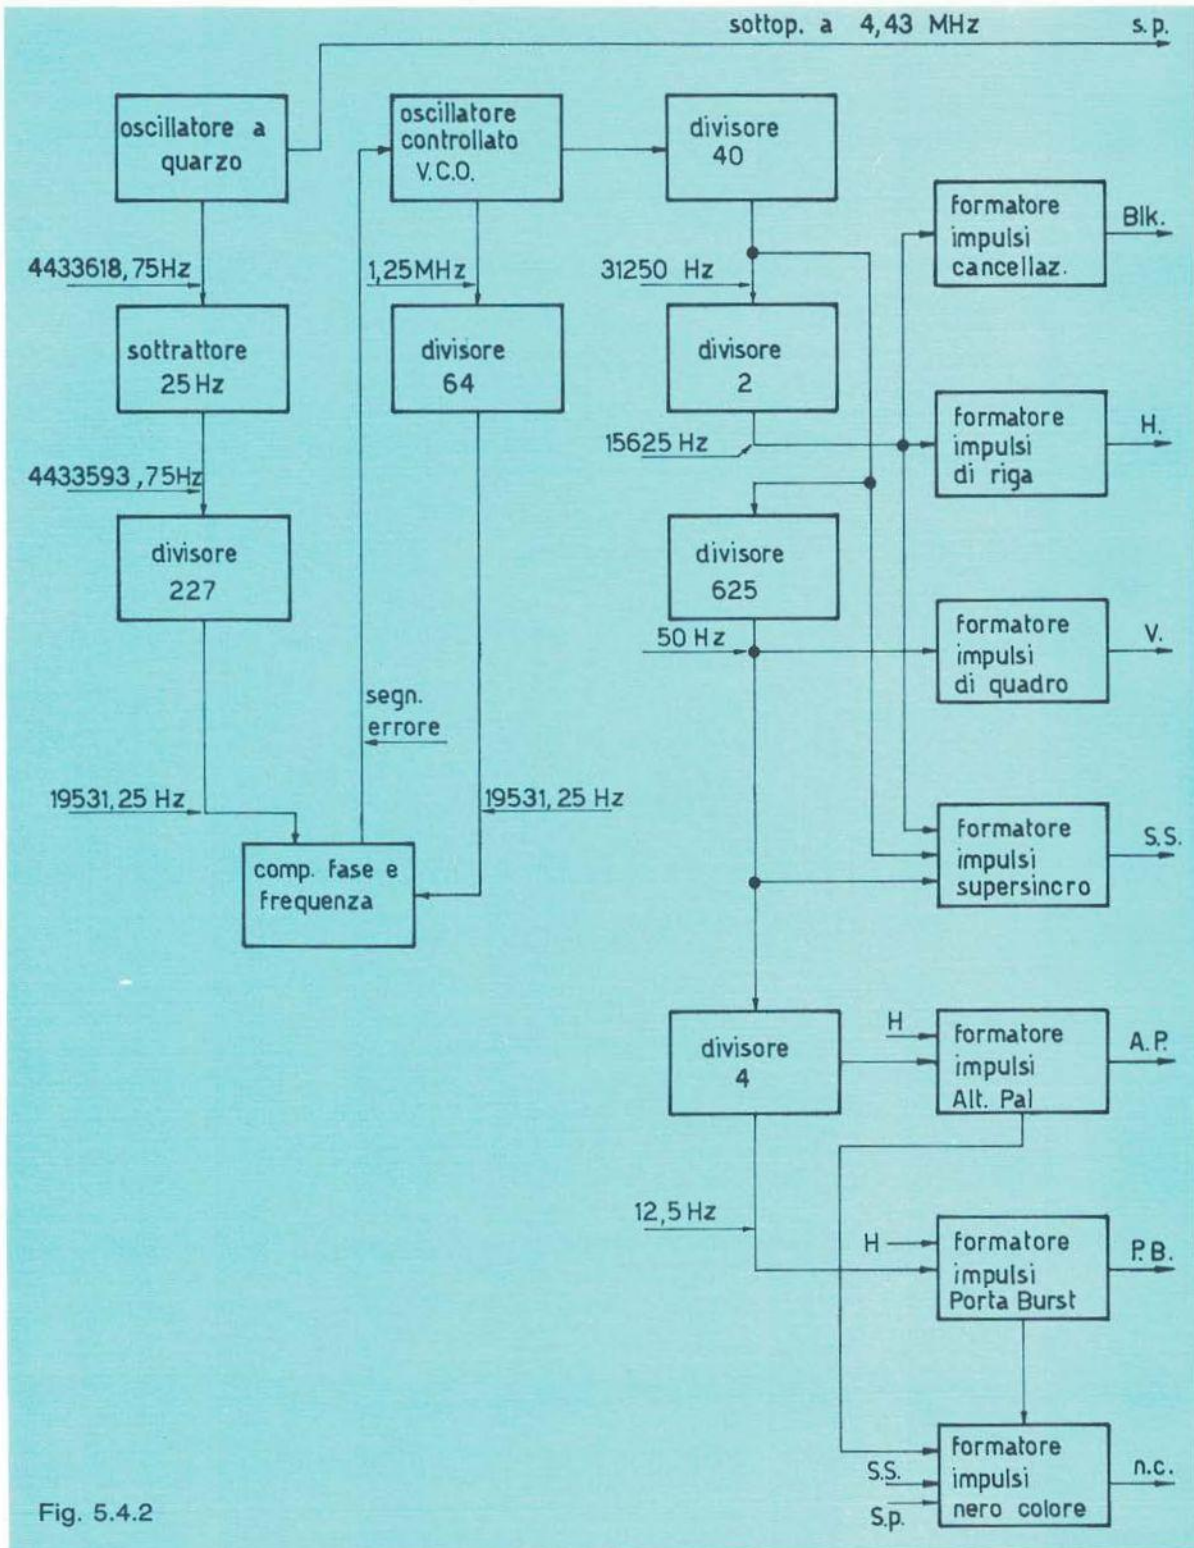 sottop. a 4,43 MHz
s.p.
oscillatore a
quarzo
oscillatore
controllato
V.C.O.
divisore
40
formatore
impulsi
cancellaz.
Blk.
4433618,75Hz
1,25MHz
31250 Hz
sottrattore
25Hz
divisore
64
divisore
2
formatore
impulsi
di riga
H.
15625 Hz
4433593,75Hz
divisore
227
divisore
625
50 Hz
formatore
impulsi
di quadro
V.
segn.
errore
19531,25 Hz
19531,25 Hz
comp. fase e
frequenza
formatore
impulsi
supersincro
S.S.
divisore
4
H
formatore
impulsi
Alt. Pal
A.P.
12,5 Hz
H
formatore
impulsi
Porta Burst
P.B.
S.S.
S.p.
formatore
impulsi
nero colore
n.c.
Fig. 5.4.2